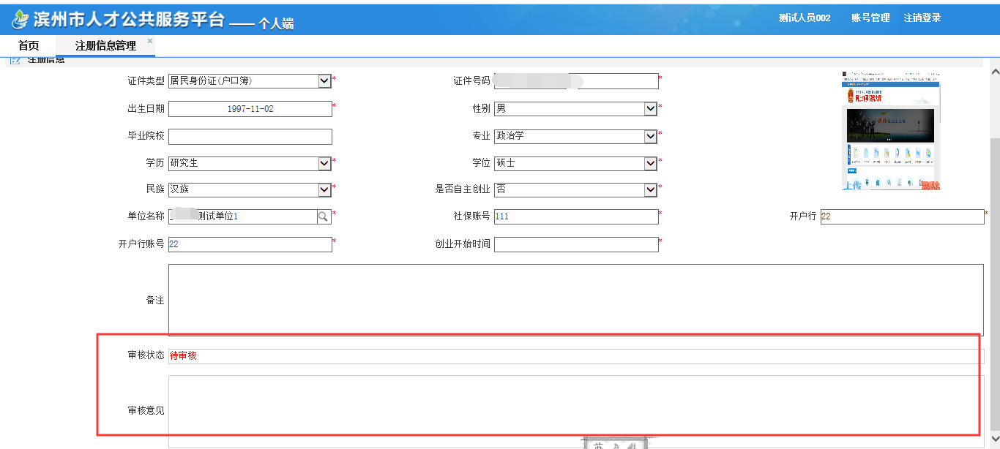 滨州市人才公共服务平台 —— 个人端
测试人员002 账号管理 注销登录
首页 注册信息管理 ×
注册信息
证件类型 居民身份证(户口簿) * 证件号码 *
出生日期 1997-11-02 * 性别 男 *
毕业院校 专业 政治学 *
学历 研究生 * 学位 硕士 *
民族 汉族 * 是否自主创业 否 *
上传 删除
单位名称 测试单位1 * 社保账号 111 * 开户行 22 *
开户行账号 22 * 创业开始时间
备注
审核状态 待审核
审核意见